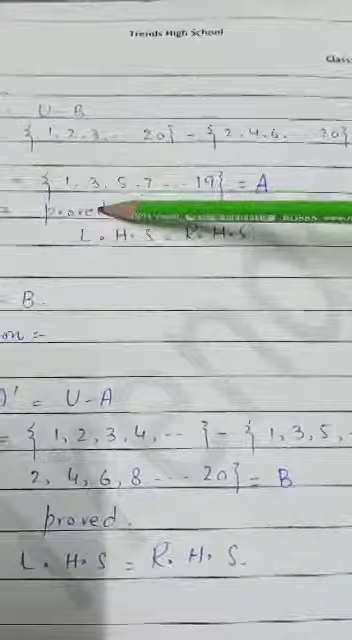 Trends High School
Class:
U - B
{ 1, 2, 3, ... 20} - { 2, 4, 6, ... 20}
= { 1, 3, 5, 7 ... 19} = A
proved
L. H. S = R. H. S.
= B.
on :-
A' = U - A
= { 1, 2, 3, 4, ... } - { 1, 3, 5,
2, 4, 6, 8 ... 20} = B
proved.
L. H. S = R. H. S.